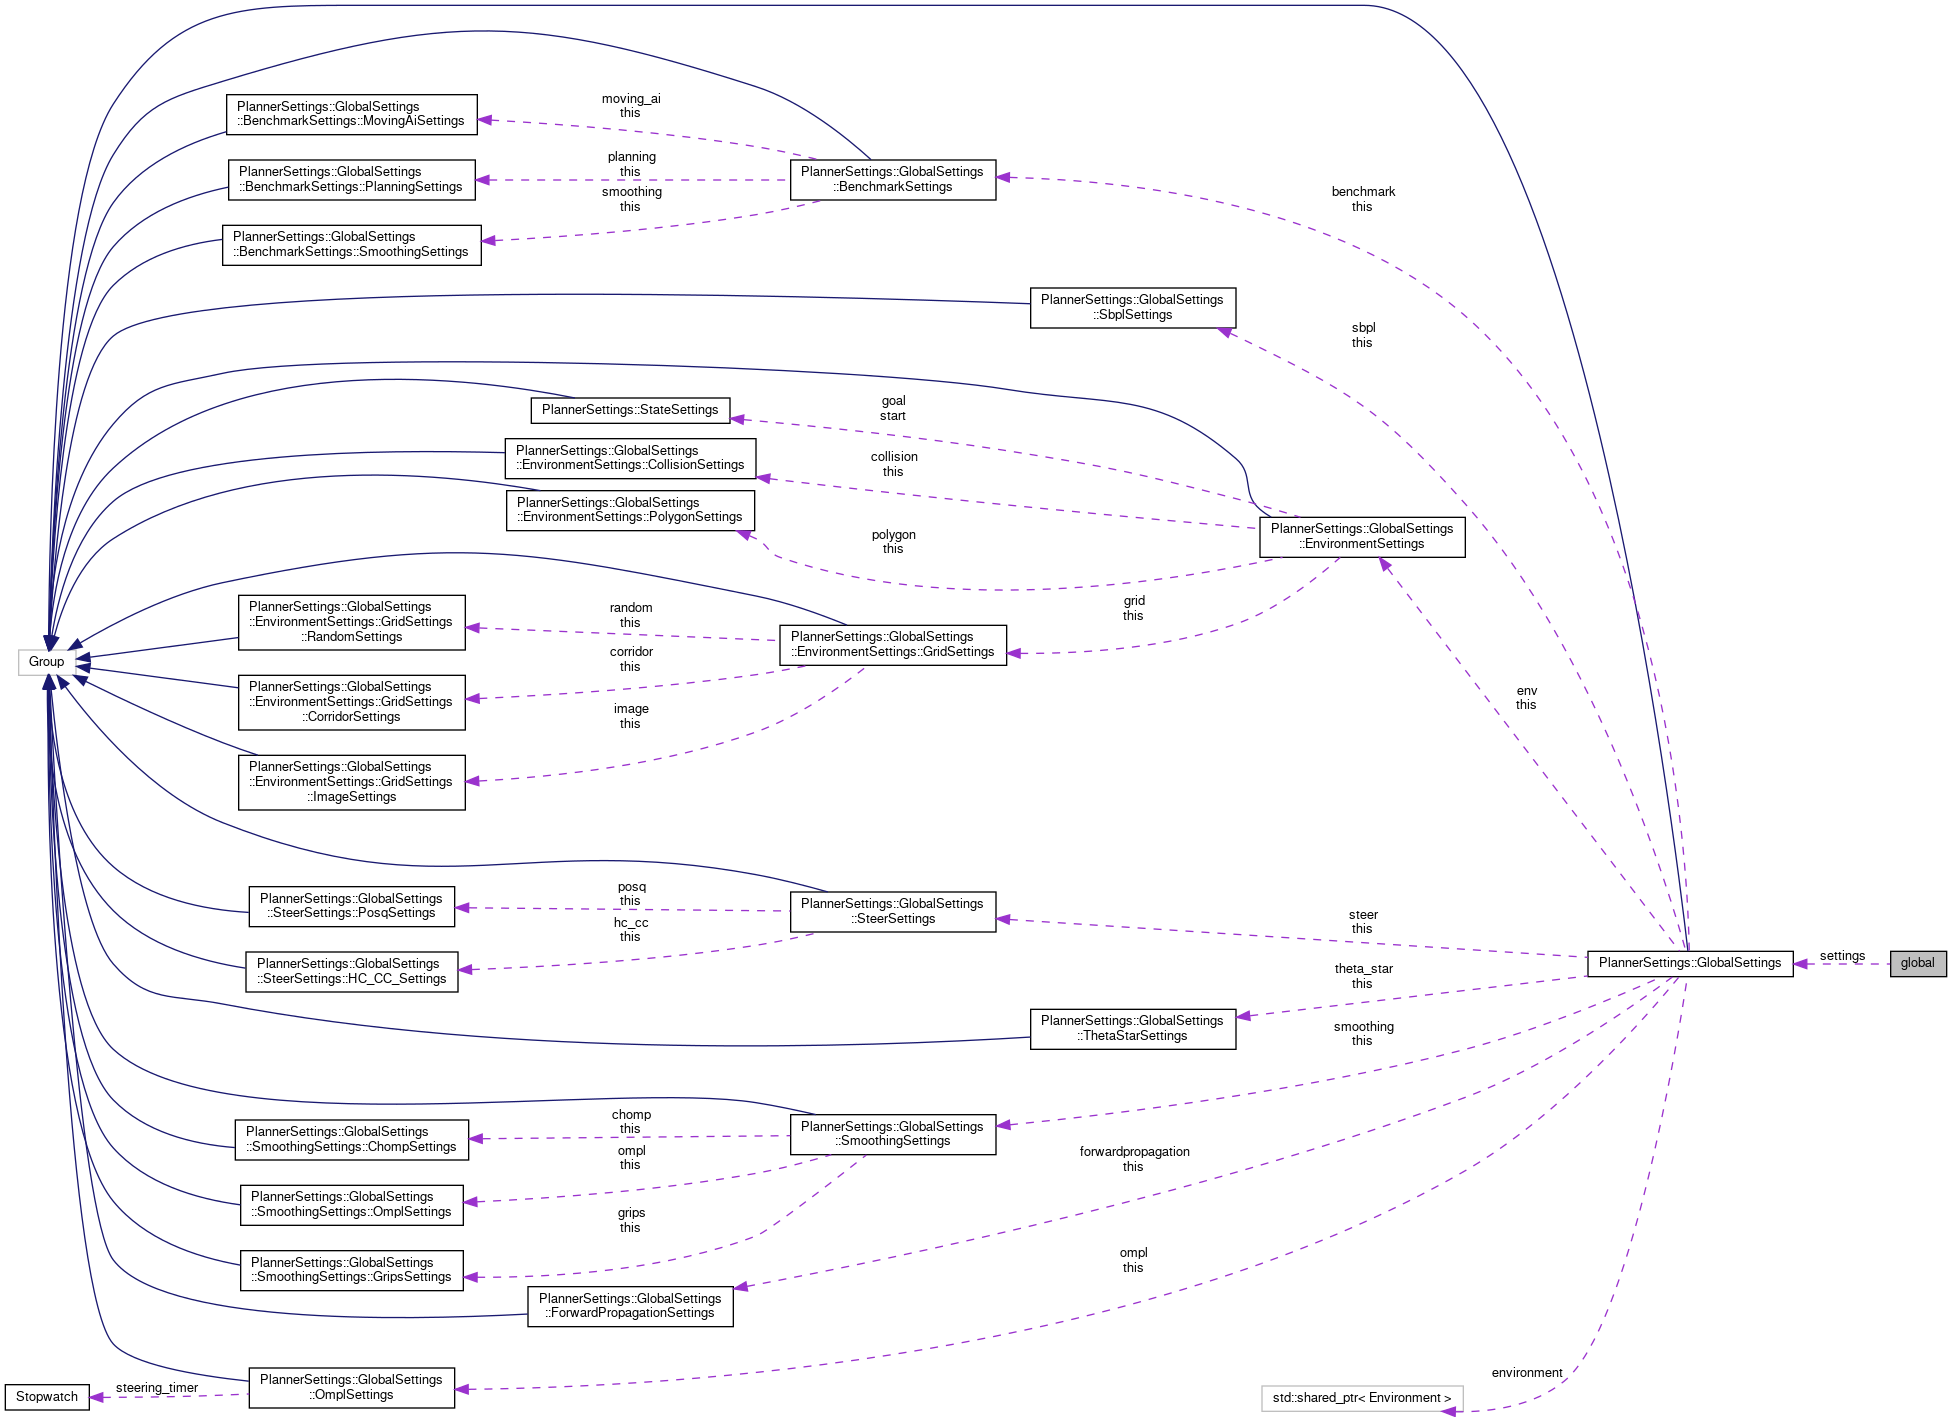 moving_ai
this
PlannerSettings::GlobalSettings
::BenchmarkSettings::MovingAiSettings
planning
this
PlannerSettings::GlobalSettings
::BenchmarkSettings::PlanningSettings
PlannerSettings::GlobalSettings
::BenchmarkSettings
smoothing
this
benchmark
this
PlannerSettings::GlobalSettings
::BenchmarkSettings::SmoothingSettings
PlannerSettings::GlobalSettings
::SbplSettings
sbpl
this
PlannerSettings::StateSettings
goal
start
PlannerSettings::GlobalSettings
::EnvironmentSettings::CollisionSettings
collision
this
PlannerSettings::GlobalSettings
::EnvironmentSettings::PolygonSettings
polygon
this
PlannerSettings::GlobalSettings
::EnvironmentSettings
PlannerSettings::GlobalSettings
::EnvironmentSettings::GridSettings
::RandomSettings
random
this
grid
this
PlannerSettings::GlobalSettings
::EnvironmentSettings::GridSettings
Group
corridor
this
PlannerSettings::GlobalSettings
::EnvironmentSettings::GridSettings
::CorridorSettings
env
this
image
this
PlannerSettings::GlobalSettings
::EnvironmentSettings::GridSettings
::ImageSettings
PlannerSettings::GlobalSettings
::SteerSettings::PosqSettings
posq
this
PlannerSettings::GlobalSettings
::SteerSettings
hc_cc
this
steer
this
PlannerSettings::GlobalSettings
::SteerSettings::HC_CC_Settings
PlannerSettings::GlobalSettings
settings
global
theta_star
this
PlannerSettings::GlobalSettings
::ThetaStarSettings
smoothing
this
PlannerSettings::GlobalSettings
::SmoothingSettings::ChompSettings
chomp
this
PlannerSettings::GlobalSettings
::SmoothingSettings
ompl
this
forwardpropagation
this
PlannerSettings::GlobalSettings
::SmoothingSettings::OmplSettings
grips
this
PlannerSettings::GlobalSettings
::SmoothingSettings::GripsSettings
ompl
this
PlannerSettings::GlobalSettings
::ForwardPropagationSettings
Stopwatch
steering_timer
PlannerSettings::GlobalSettings
::OmplSettings
environment
std::shared_ptr< Environment >